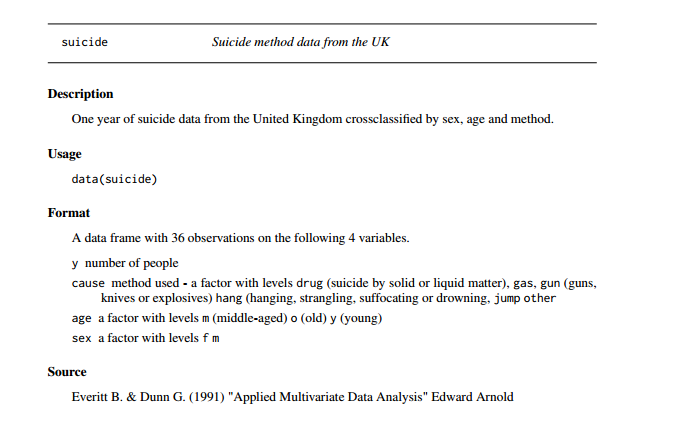 suicide Suicide method data from the UK
Description
One year of suicide data from the United Kingdom crossclassified by sex, age and method.
Usage
data(suicide)
Format
A data frame with 36 observations on the following 4 variables.
y number of people
cause method used - a factor with levels drug (suicide by solid or liquid matter), gas, gun (guns,
knives or explosives) hang (hanging, strangling, suffocating or drowning, jump other
age a factor with levels m (middle-aged) o (old) y (young)
sex a factor with levels f m
Source
Everitt B. & Dunn G. (1991) "Applied Multivariate Data Analysis" Edward Arnold